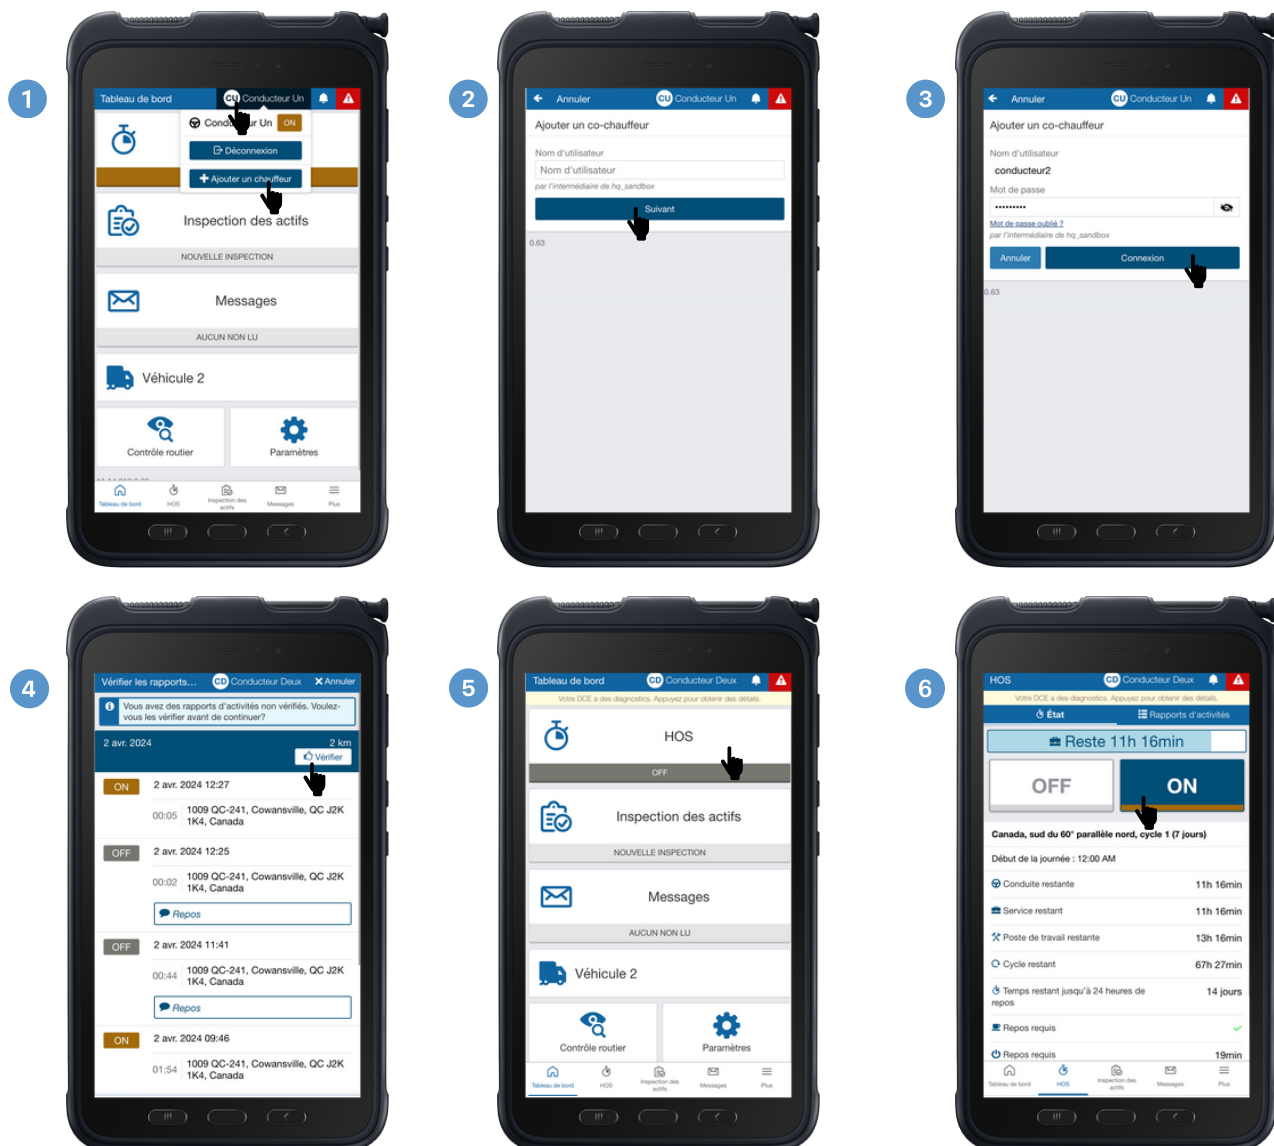 1
Tableau de bord
CU Conducteur Un
Conducteur Un ON
Déconnexion
Ajouter un chauffeur
Inspection des actifs
NOUVELLE INSPECTION
Messages
AUCUN NON LU
Véhicule 2
Contrôle routier
Paramètres
Tableau de bord
HOS
Inspection des
actifs
Messages
Plus
2
Annuler
CU Conducteur Un
Ajouter un co-chauffeur
Nom d'utilisateur
Nom d'utilisateur
par l'intermédiaire de hq_sandbox
Suivant
0.63
3
Annuler
CU Conducteur Un
Ajouter un co-chauffeur
Nom d'utilisateur
conducteur2
Mot de passe
•••••••••
Mot de passe oublié ?
par l'intermédiaire de hq_sandbox
Annuler
Connexion
0.63
4
Vérifier les rapports...
CD Conducteur Deux
Annuler
Vous avez des rapports d'activités non vérifiés. Voulez-
vous les vérifier avant de continuer?
2 avr. 2024
2 km
Vérifier
ON
2 avr. 2024 12:27
00:05
1009 QC-241, Cowansville, QC J2K
1K4, Canada
OFF
2 avr. 2024 12:25
00:02
1009 QC-241, Cowansville, QC J2K
1K4, Canada
Repos
OFF
2 avr. 2024 11:41
00:44
1009 QC-241, Cowansville, QC J2K
1K4, Canada
Repos
ON
2 avr. 2024 09:46
01:54
1009 QC-241, Cowansville, QC J2K
1K4, Canada
5
Tableau de bord
CD Conducteur Deux
Votre DCE a des diagnostics. Appuyez pour obtenir des détails.
HOS
OFF
Inspection des actifs
NOUVELLE INSPECTION
Messages
AUCUN NON LU
Véhicule 2
Contrôle routier
Paramètres
Tableau de bord
HOS
Inspection des
actifs
Messages
Plus
6
HOS
CD Conducteur Deux
Votre DCE a des diagnostics. Appuyez pour obtenir des détails.
État
Rapports d'activités
Reste 11h 16min
OFF
ON
Canada, sud du 60° parallèle nord, cycle 1 (7 jours)
Début de la journée : 12:00 AM
Conduite restante 11h 16min
Service restant 11h 16min
Poste de travail restante 13h 16min
Cycle restant 67h 27min
Temps restant jusqu'à 24 heures de 14 jours
repos
Repos requis
Repos requis 19min
Tableau de bord
HOS
Inspection des
actifs
Messages
Plus